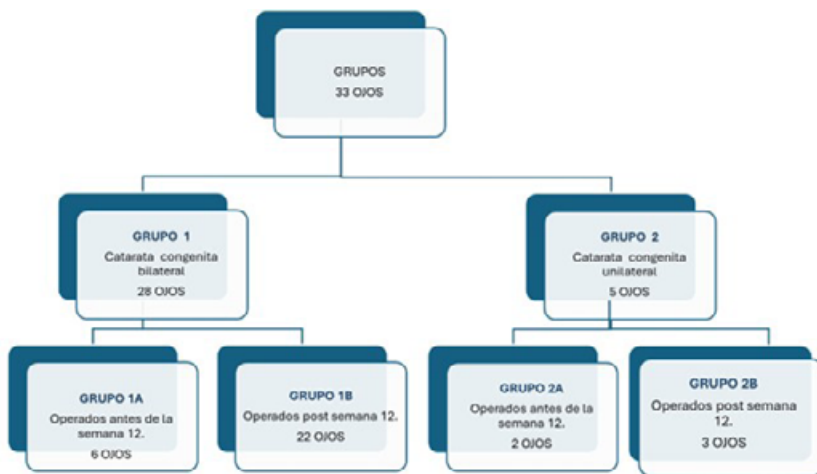 GRUPOS
33 OJOS
GRUPO 1
Catarata congenita
bilateral
28 OJOS
GRUPO 2
Catarata congenita
unilateral
5 OJOS
GRUPO 1A
Operados antes de la
semana 12.
6 OJOS
GRUPO 1B
Operados post semana 12.
22 OJOS
GRUPO 2A
Operados antes de la
semana 12.
2 OJOS
GRUPO 2B
Operados post semana
12.
3 OJOS